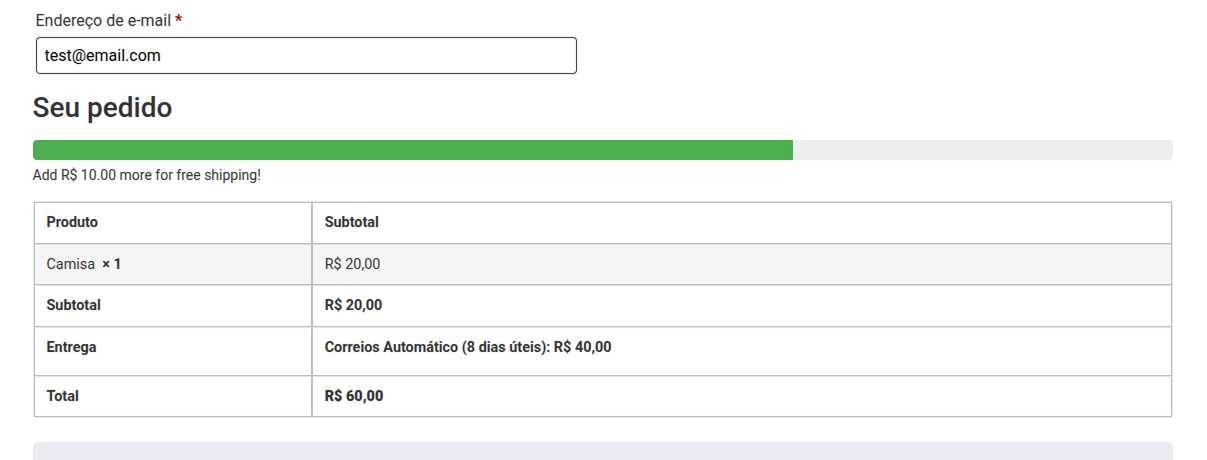 Endereço de e-mail *
test@email.com
Seu pedido
Add R$ 10.00 more for free shipping!
Produto Subtotal
Camisa × 1 R$ 20,00
Subtotal R$ 20,00
Entrega Correios Automático (8 dias úteis): R$ 40,00
Total R$ 60,00